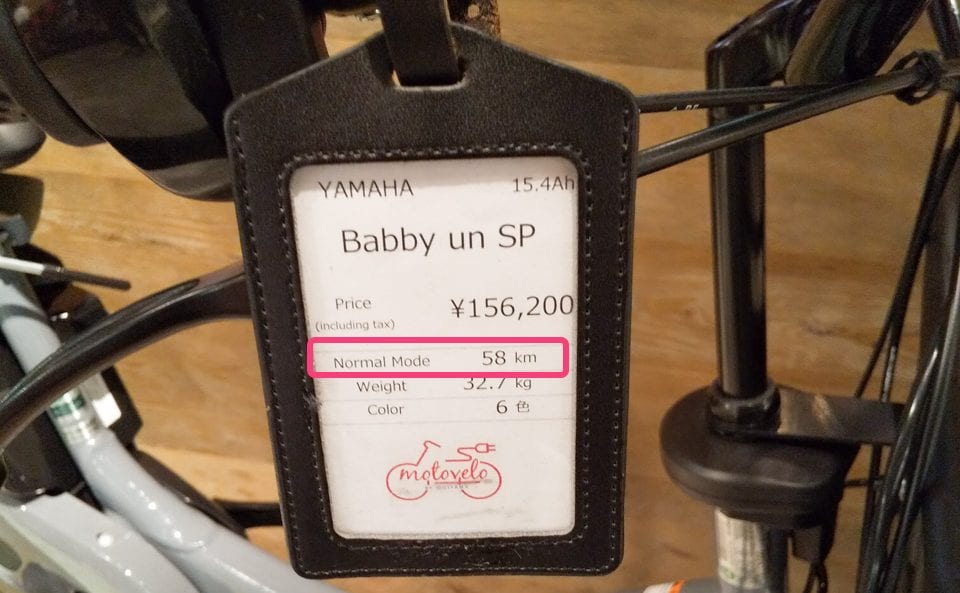 YAMAHA 15.4Ah
Babby un SP
Price ¥156,200
(including tax)
Normal Mode 58 km
Weight 32.7 kg
Color 6 色
motovelo